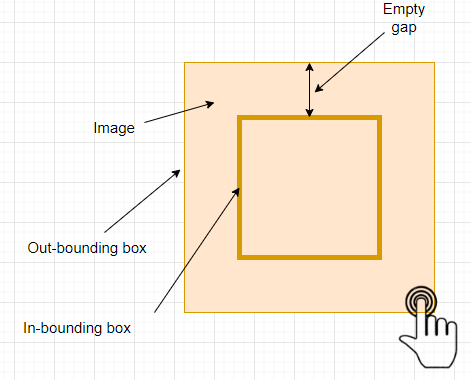 Empty
gap
Image
Out-bounding box
In-bounding box